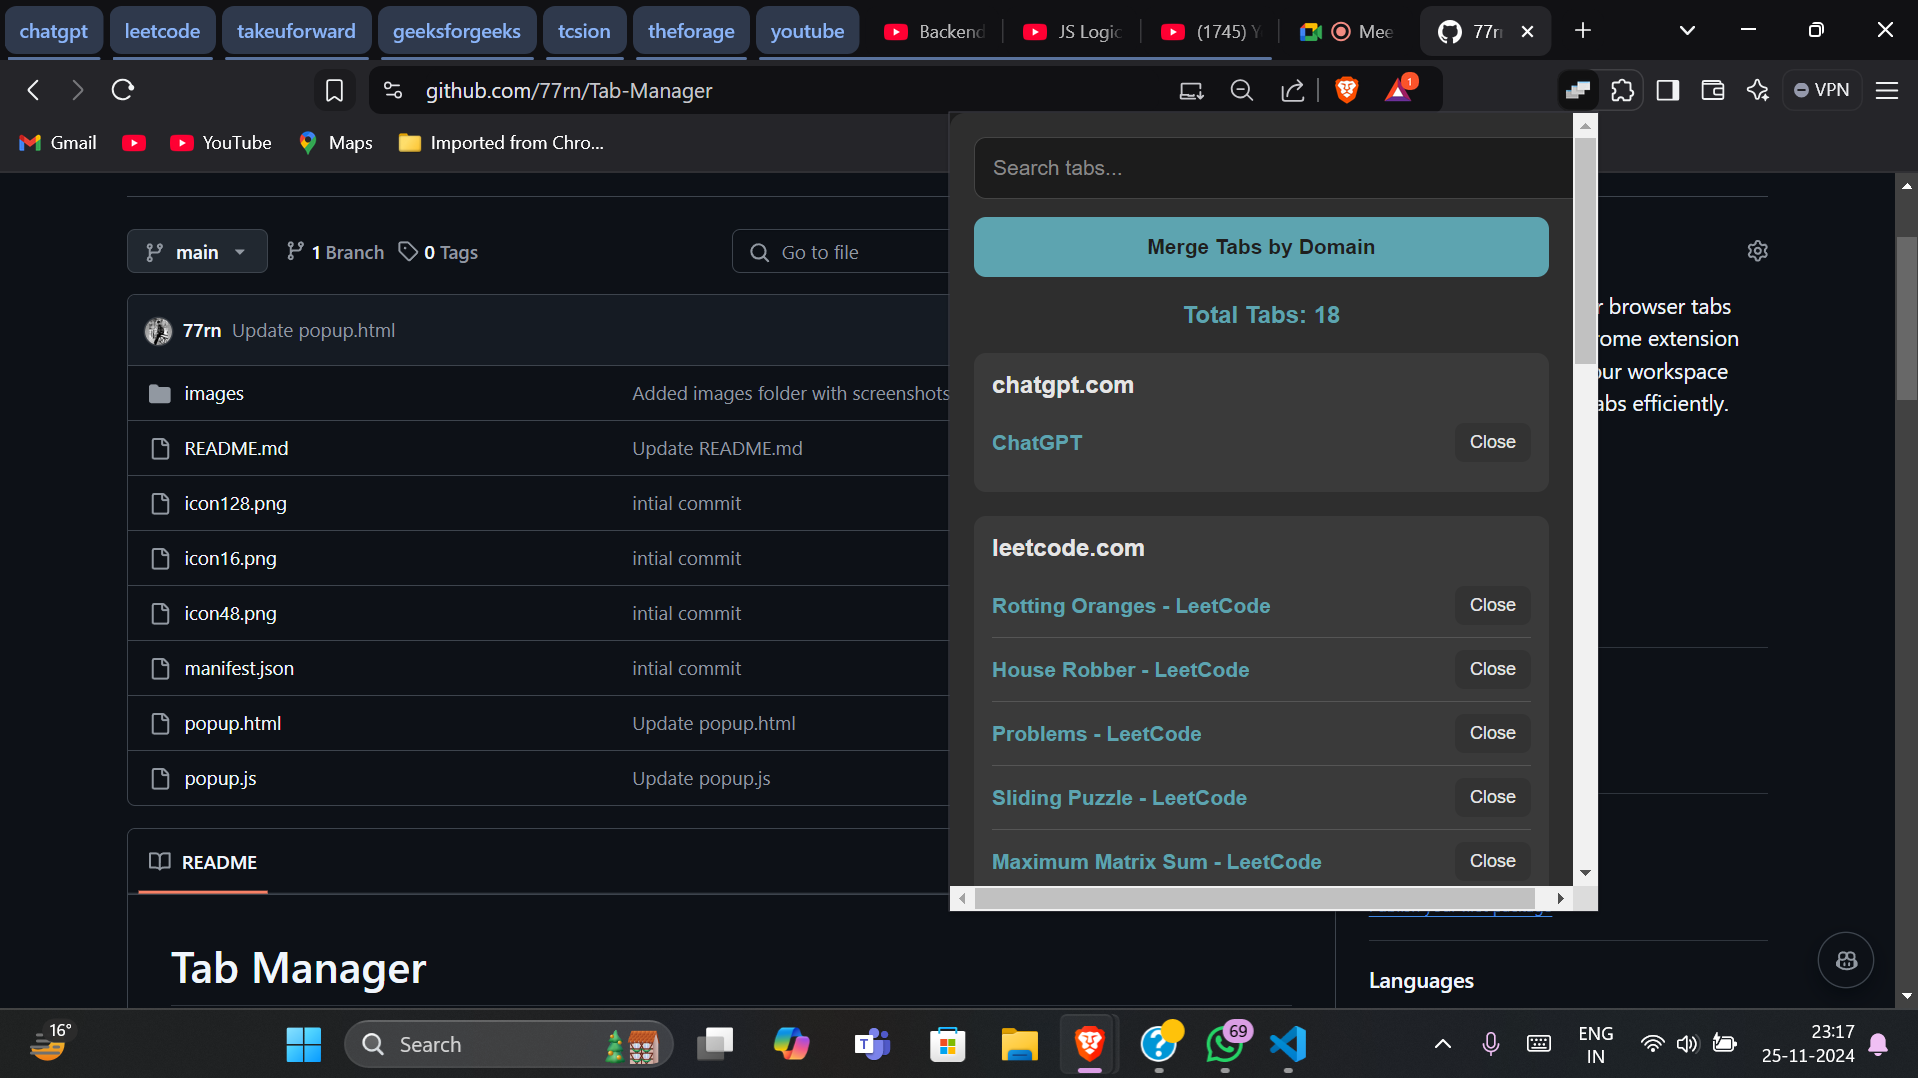 chatgpt leetcode takeuforward geeksforgeeks tcsion theforage youtube Backend JS Logic (1745) Y Mee 77r
github.com/77rn/Tab-Manager 1 VPN
Gmail YouTube Maps Imported from Chro...
Search tabs...
main 1 Branch 0 Tags Go to file
Merge Tabs by Domain
Total Tabs: 18
r browser tabs
rome extension
our workspace
abs efficiently.
77rn Update popup.html
images Added images folder with screenshots
README.md Update README.md
icon128.png intial commit
icon16.png intial commit
icon48.png intial commit
manifest.json intial commit
popup.html Update popup.html
popup.js Update popup.js
chatgpt.com
ChatGPT Close
leetcode.com
Rotting Oranges - LeetCode Close
House Robber - LeetCode Close
Problems - LeetCode Close
Sliding Puzzle - LeetCode Close
Maximum Matrix Sum - LeetCode Close
README
Tab Manager
Languages
16° Search T 69 ENG 23:17
IN 25-11-2024